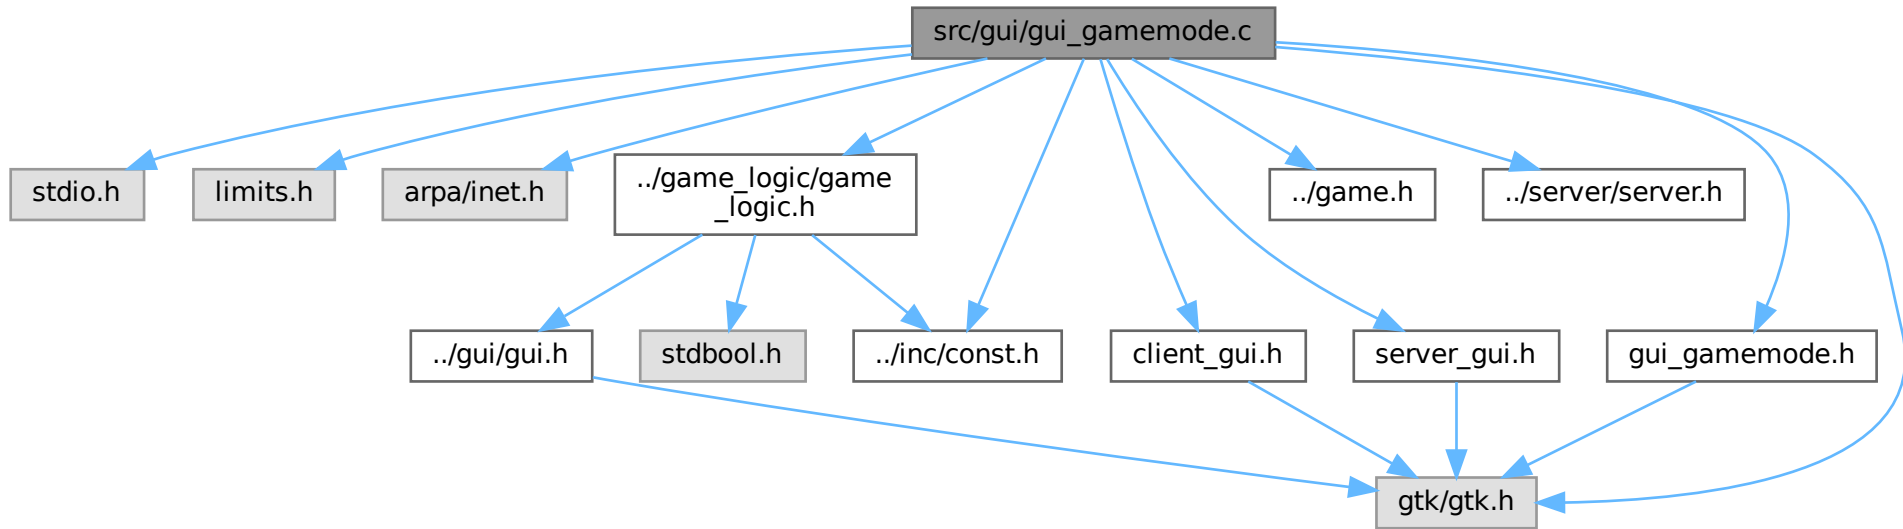 src/gui/gui_gamemode.c
stdio.h
limits.h
arpa/inet.h
../game_logic/game
_logic.h
../game.h
../server/server.h
../gui/gui.h
stdbool.h
../inc/const.h
client_gui.h
server_gui.h
gui_gamemode.h
gtk/gtk.h